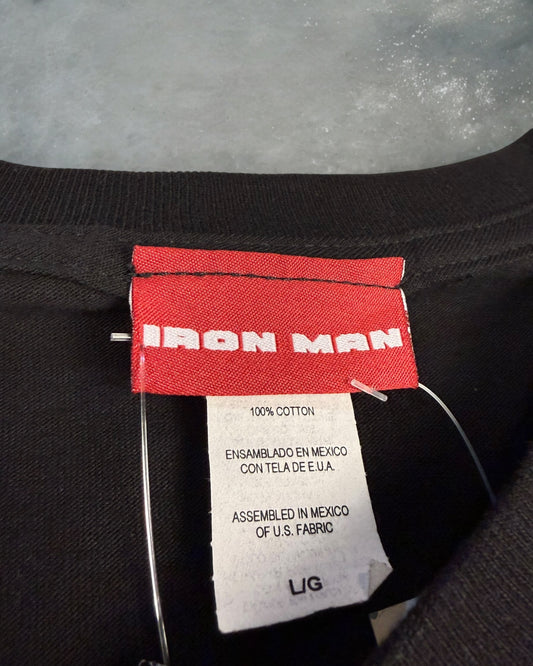 IRON MAN
100% COTTON
ENSAMBLADO EN MEXICO
CON TELA DE E.U.A.
ASSEMBLED IN MEXICO
OF U.S. FABRIC
L/G